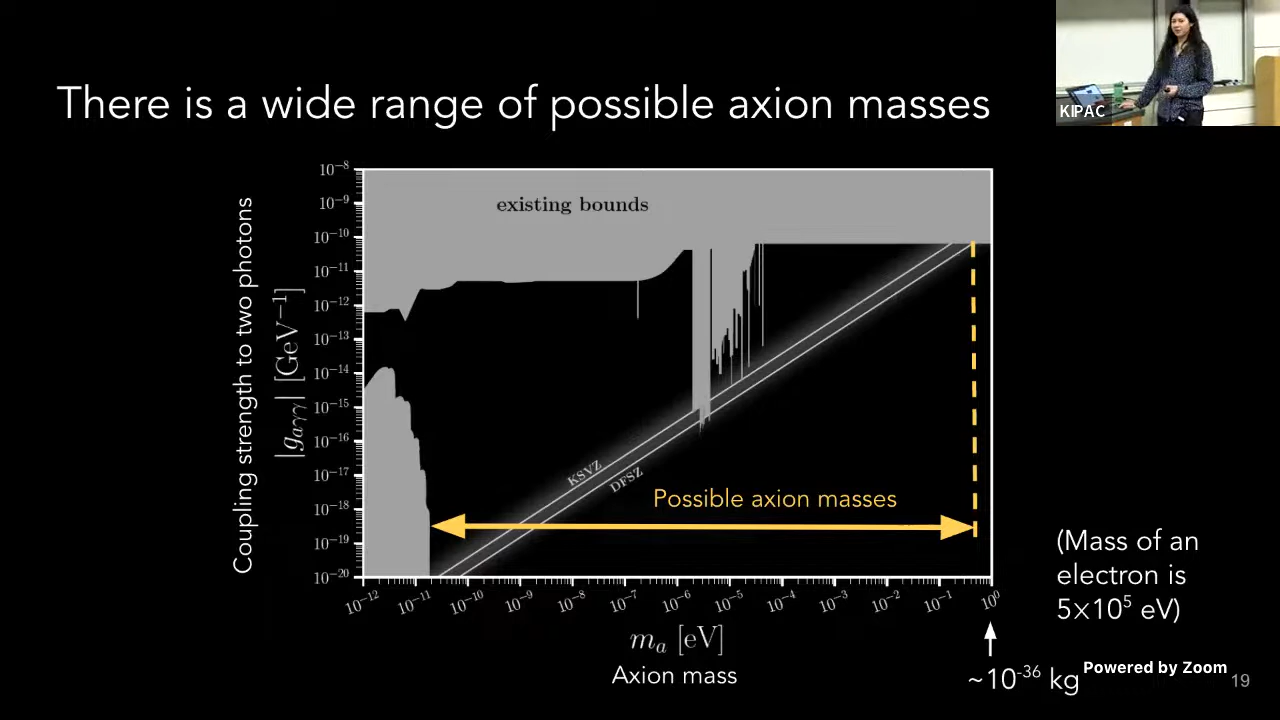 KIPAC
There is a wide range of possible axion masses
Coupling strength to two photons
|g_{aγγ}| [GeV⁻¹]
10⁻⁸
10⁻⁹
10⁻¹⁰
10⁻¹¹
10⁻¹²
10⁻¹³
10⁻¹⁴
10⁻¹⁵
10⁻¹⁶
10⁻¹⁷
10⁻¹⁸
10⁻¹⁹
10⁻²⁰
existing bounds
KSVZ
DFSZ
Possible axion masses
10⁻¹² 10⁻¹¹ 10⁻¹⁰ 10⁻⁹ 10⁻⁸ 10⁻⁷ 10⁻⁶ 10⁻⁵ 10⁻⁴ 10⁻³ 10⁻² 10⁻¹ 10⁰
mₐ [eV]
Axion mass
(Mass of an
electron is
5×10⁵ eV)
~10⁻³⁶ kg
Powered by Zoom
19